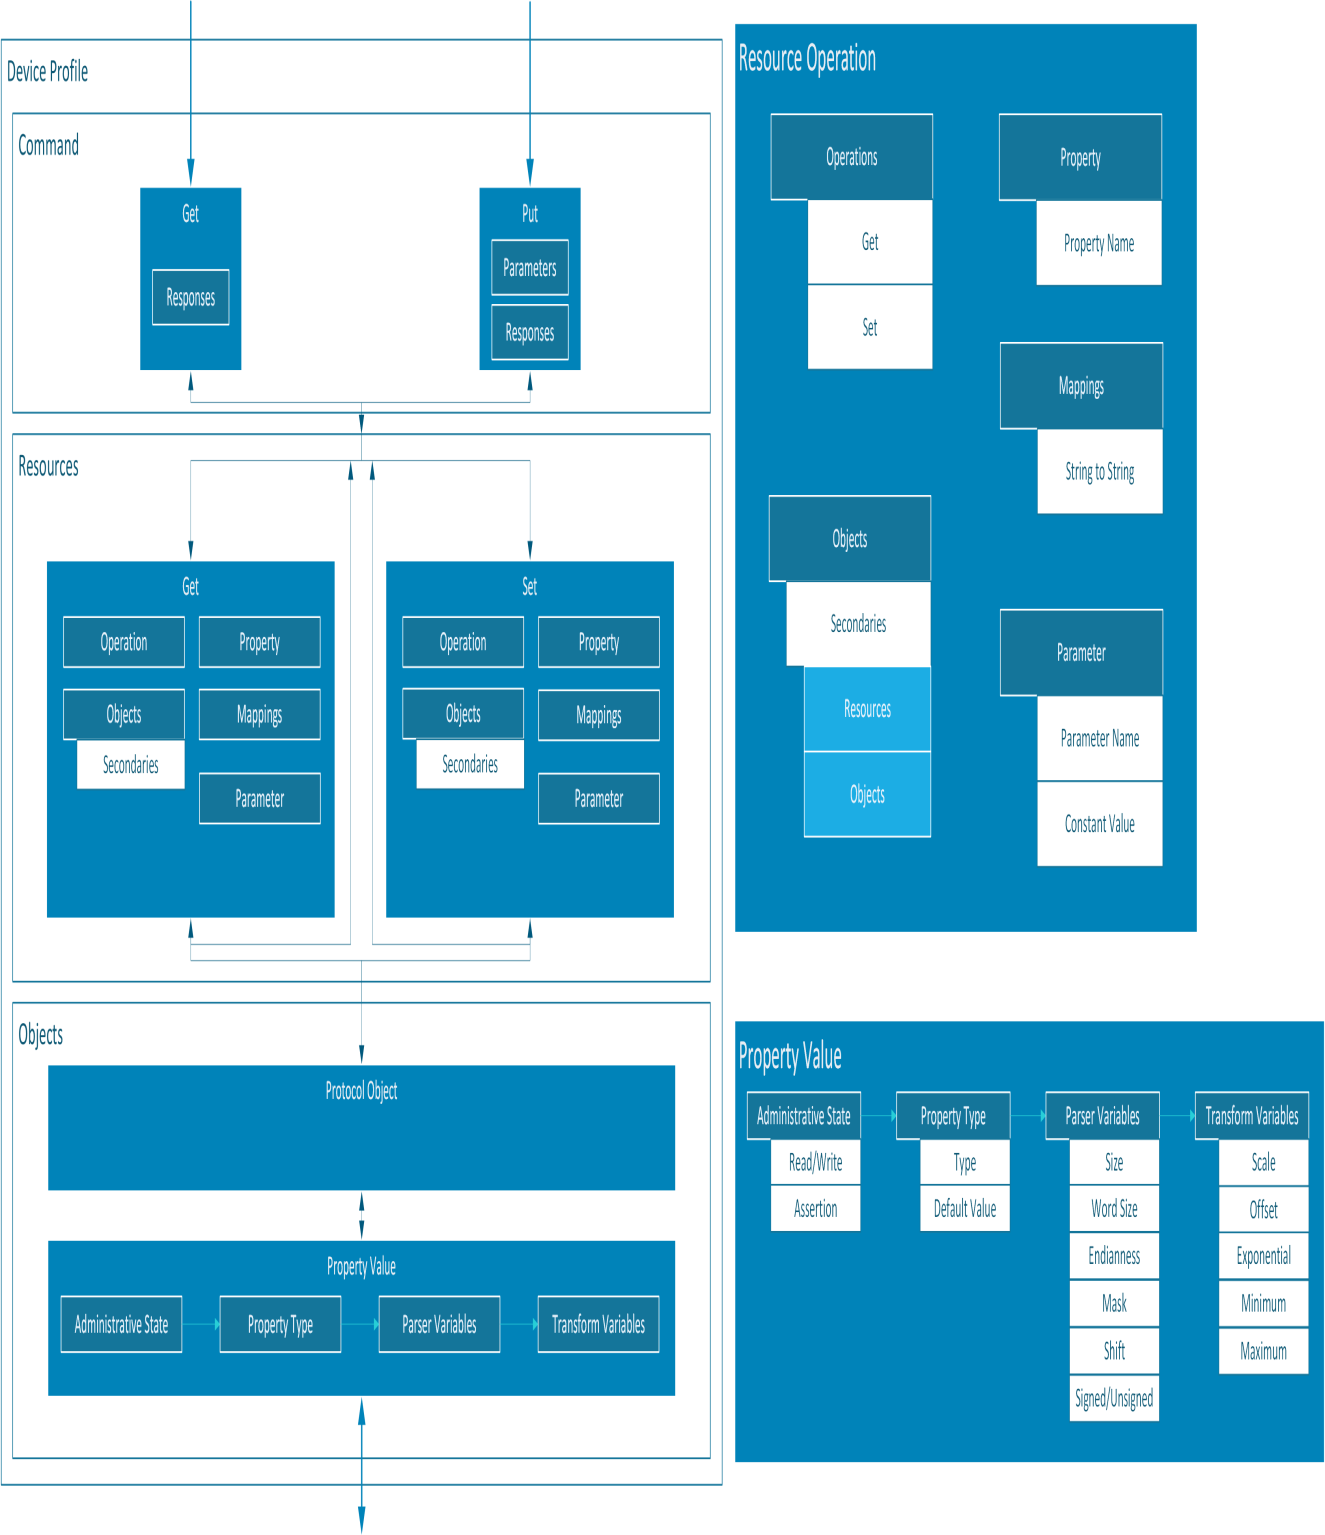 Device Profile
Command
Get
Responses
Put
Parameters
Responses
Resources
Get
Operation
Property
Objects
Mappings
Secondaries
Parameter
Set
Operation
Property
Objects
Mappings
Secondaries
Parameter
Objects
Protocol Object
Property Value
Administrative State
Property Type
Parser Variables
Transform Variables
Resource Operation
Operations
Get
Set
Property
Property Name
Mappings
String to String
Objects
Secondaries
Resources
Objects
Parameter
Parameter Name
Constant Value
Property Value
Administrative State
Read/Write
Assertion
Property Type
Type
Default Value
Parser Variables
Size
Word Size
Endianness
Mask
Shift
Signed/Unsigned
Transform Variables
Scale
Offset
Exponential
Minimum
Maximum